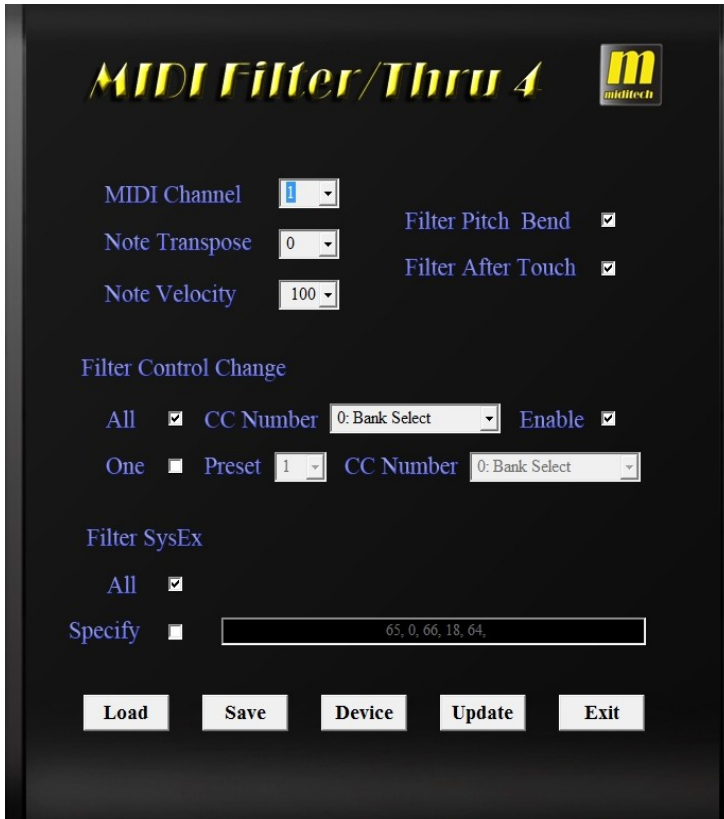 MIDI Filter/Thru 4
m
miditech
MIDI Channel 1
Filter Pitch Bend
Note Transpose 0
Filter After Touch
Note Velocity 100
Filter Control Change
All CC Number 0: Bank Select Enable
One Preset 1 CC Number 0: Bank Select
Filter SysEx
All
Specify 65, 0, 66, 18, 64,
Load Save Device Update Exit